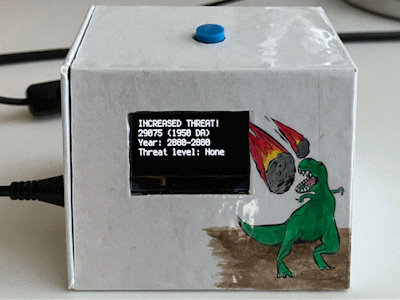 INCREASED THREAT!
29075 (1950 DA)
Year: 2880-2880
Threat level: None